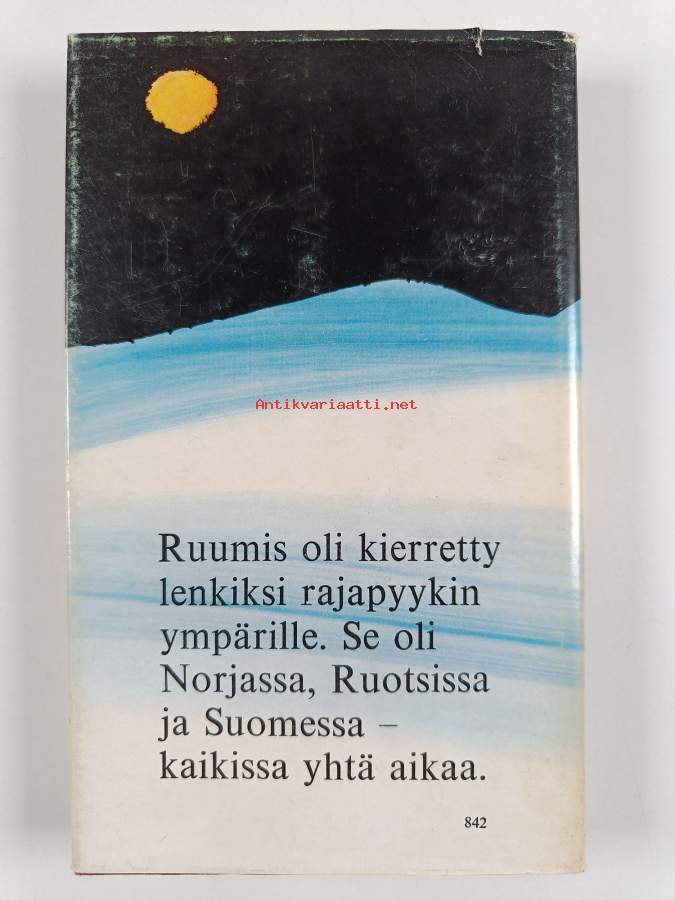 Antikvariaatti.net
Ruumis oli kierretty
lenkiksi rajapyykin
ympärille. Se oli
Norjassa, Ruotsissa
ja Suomessa –
kaikissa yhtä aikaa.
842